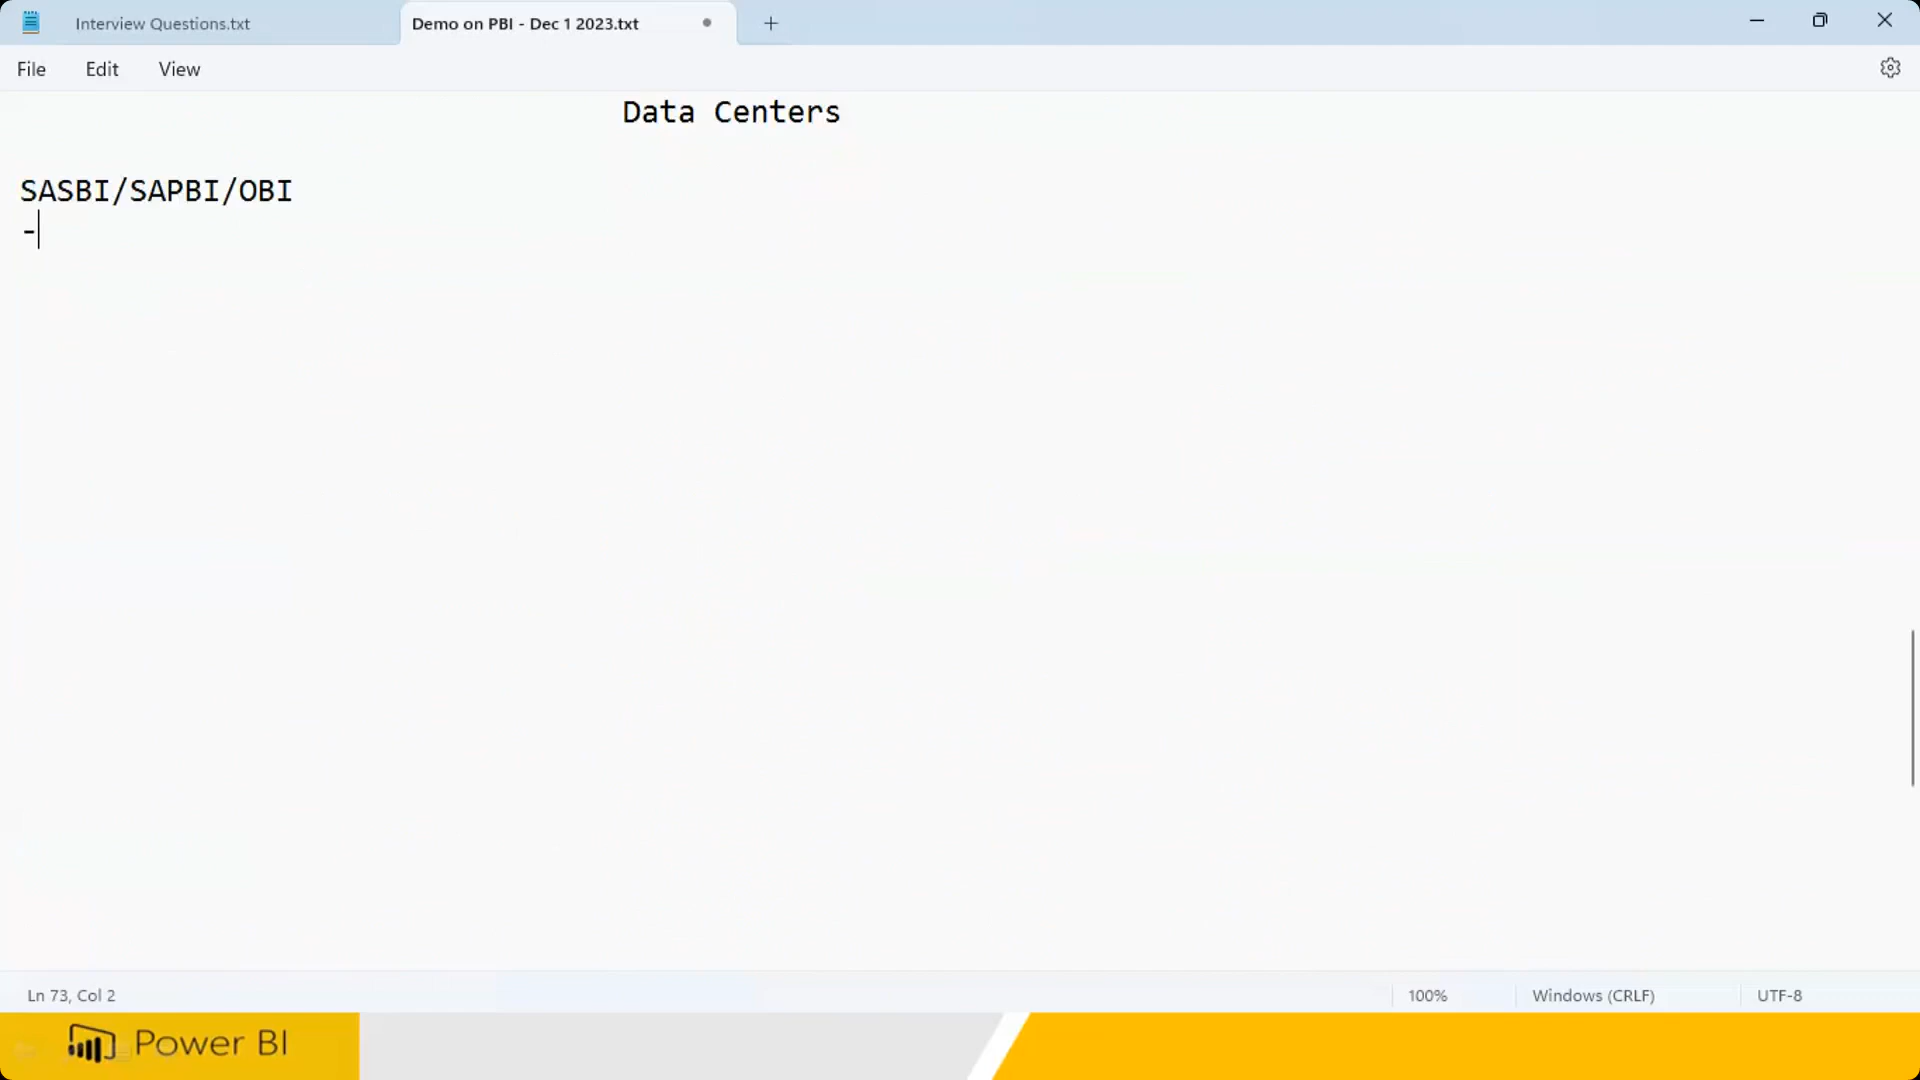 Interview Questions.txt
Demo on PBI - Dec 1 2023.txt
File Edit View
Data Centers
SASBI/SAPBI/OBI
-
Ln 73, Col 2
100%
Windows (CRLF)
UTF-8
Power BI